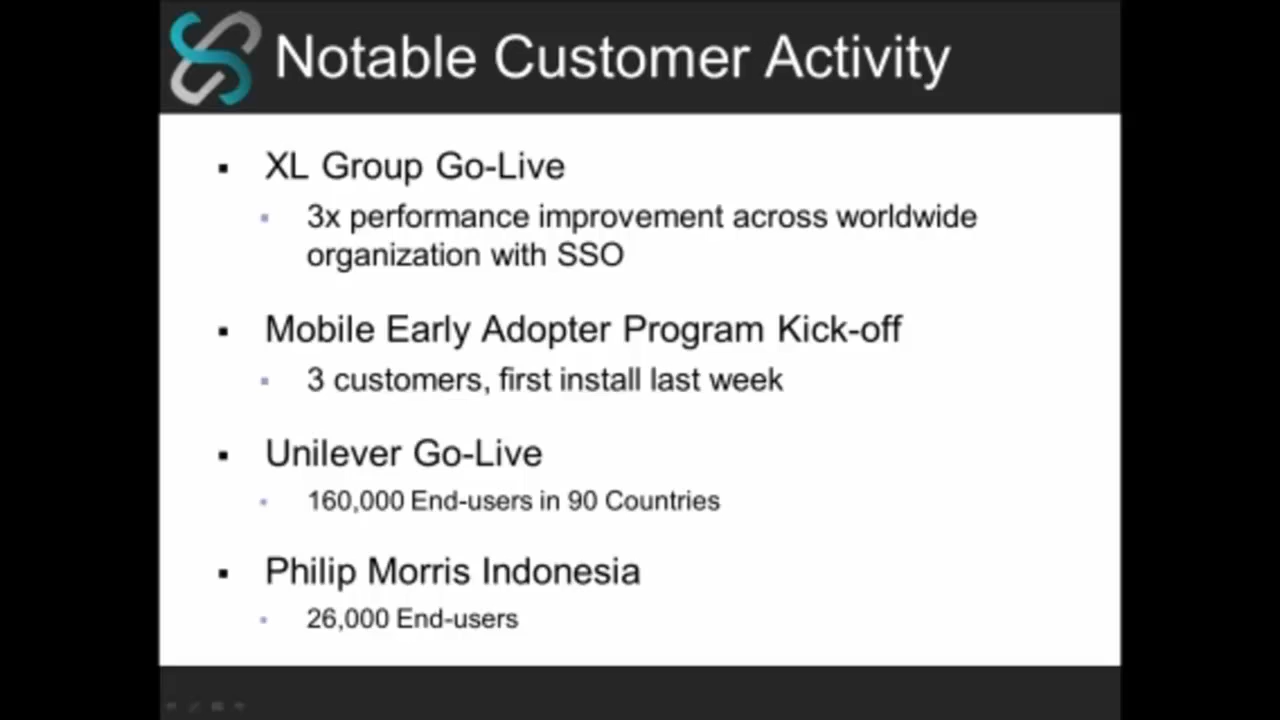 Notable Customer Activity
XL Group Go-Live
3x performance improvement across worldwide
organization with SSO
Mobile Early Adopter Program Kick-off
3 customers, first install last week
Unilever Go-Live
160,000 End-users in 90 Countries
Philip Morris Indonesia
26,000 End-users